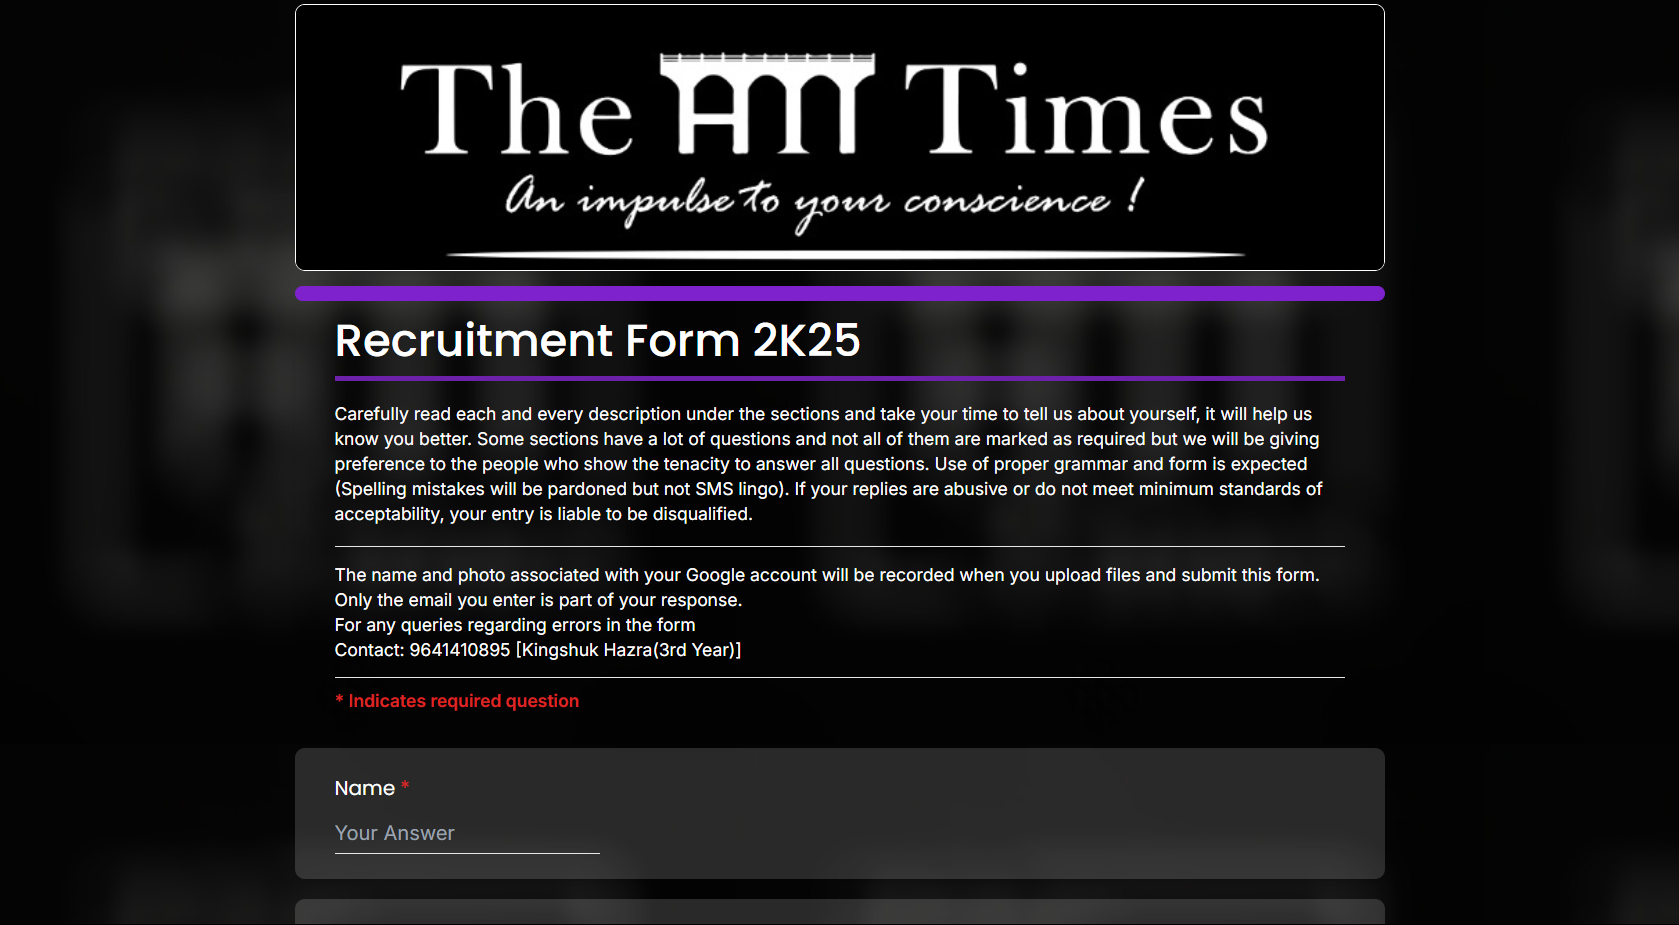 The ANT Times
An impulse to your conscience !
Recruitment Form 2K25
Carefully read each and every description under the sections and take your time to tell us about yourself, it will help us
know you better. Some sections have a lot of questions and not all of them are marked as required but we will be giving
preference to the people who show the tenacity to answer all questions. Use of proper grammar and form is expected
(Spelling mistakes will be pardoned but not SMS lingo). If your replies are abusive or do not meet minimum standards of
acceptability, your entry is liable to be disqualified.
The name and photo associated with your Google account will be recorded when you upload files and submit this form.
Only the email you enter is part of your response.
For any queries regarding errors in the form
Contact: 9641410895 [Kingshuk Hazra(3rd Year)]
* Indicates required question
Name *
Your Answer